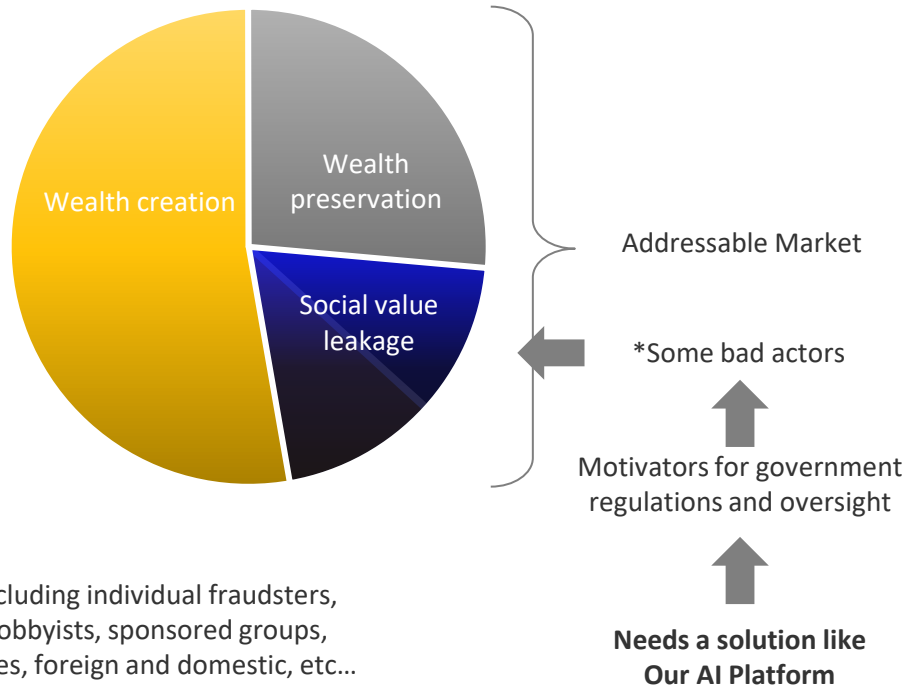 Wealth creation
Wealth
preservation
Social value
leakage
Addressable Market
*Some bad actors
Motivators for government
regulations and oversight
Needs a solution like
Our AI Platform
individual fraudsters,
sponsored groups,
foreign and domestic, etc…